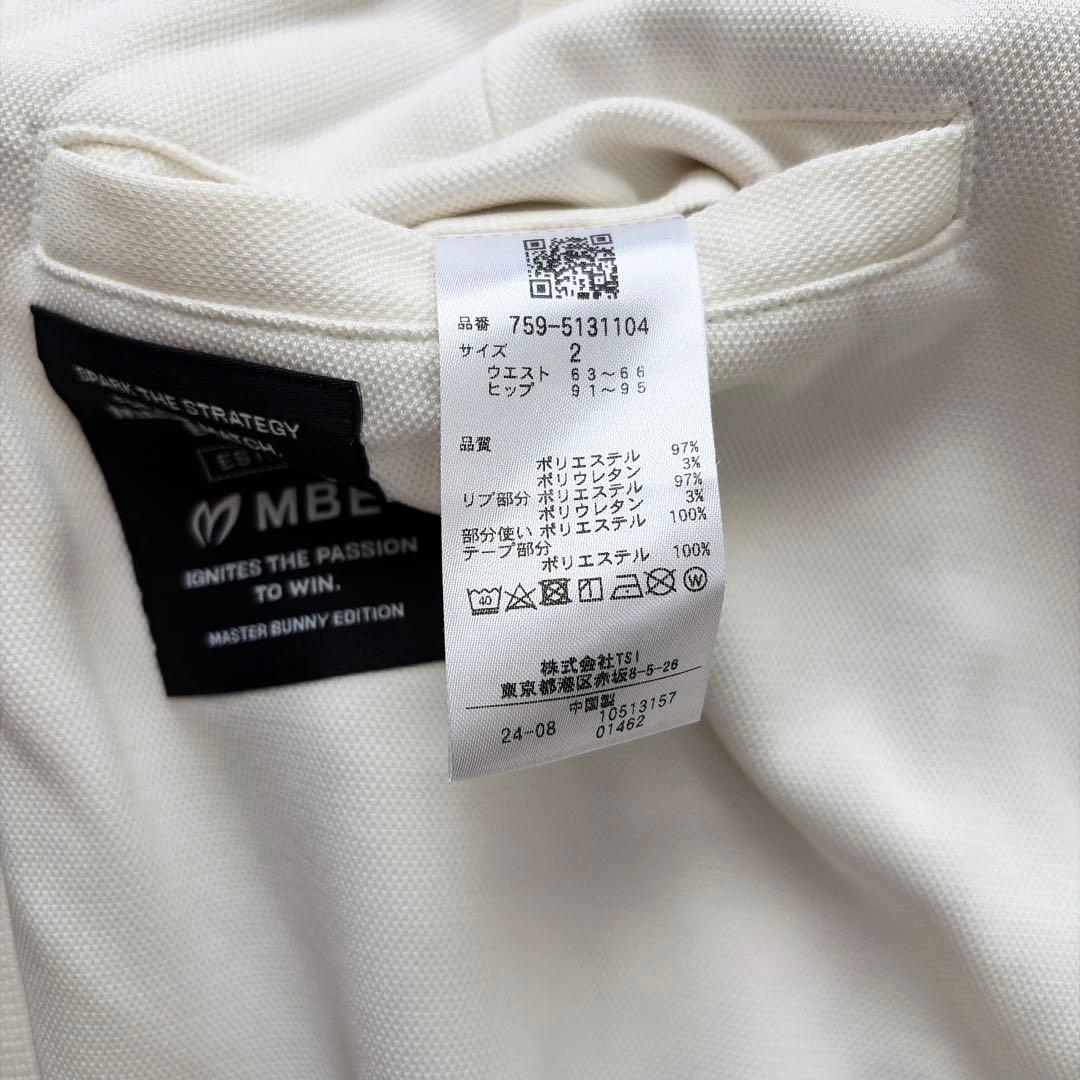 品番 759-5131104
サイズ 2
ウエスト 63~66
ヒップ 91~95
品質
ポリエステル 97%
ポリウレタン 3%
リブ部分 ポリエステル 97%
ポリウレタン 3%
部分使い ポリエステル 100%
テープ部分
ポリエステル 100%
40
W
株式会社TSI
東京都港区赤坂8-5-26
中国製
24-08 10513157
01462
SPARK THE STRATEGY
MATCH.
EST
MBE
IGNITES THE PASSION
TO WIN.
MASTER BUNNY EDITION